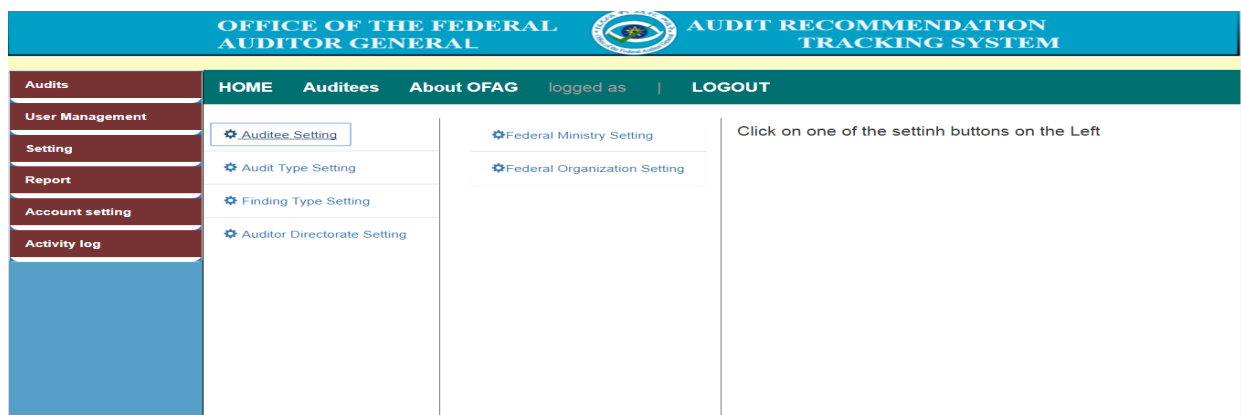 OFFICE OF THE FEDERAL
AUDITOR GENERAL
AUDIT RECOMMENDATION
TRACKING SYSTEM
Audits
User Management
Setting
Report
Account setting
Activity log
HOME Auditees About OFAG logged as | LOGOUT
Auditee Setting
Audit Type Setting
Finding Type Setting
Auditor Directorate Setting
Federal Ministry Setting
Federal Organization Setting
Click on one of the settinh buttons on the Left